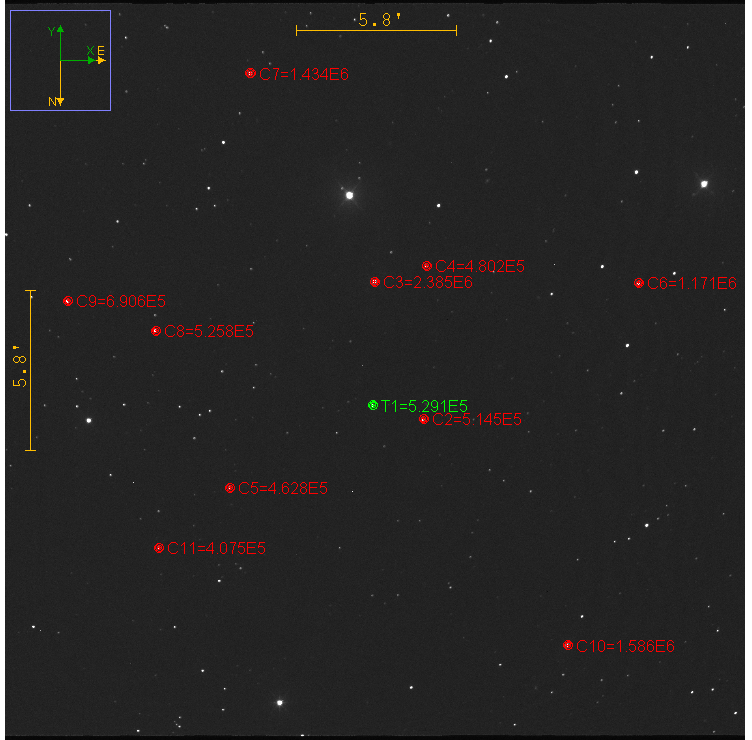 5.8'
Y
X E
N
C7=1.434E6
C4=4.802E5
C3=2.385E6
C6=1.171E6
C9=6.906E5
C8=5.258E5
5.8'
T1=5.291E5
C2=5.145E5
C5=4.628E5
C11=4.075E5
C10=1.586E6